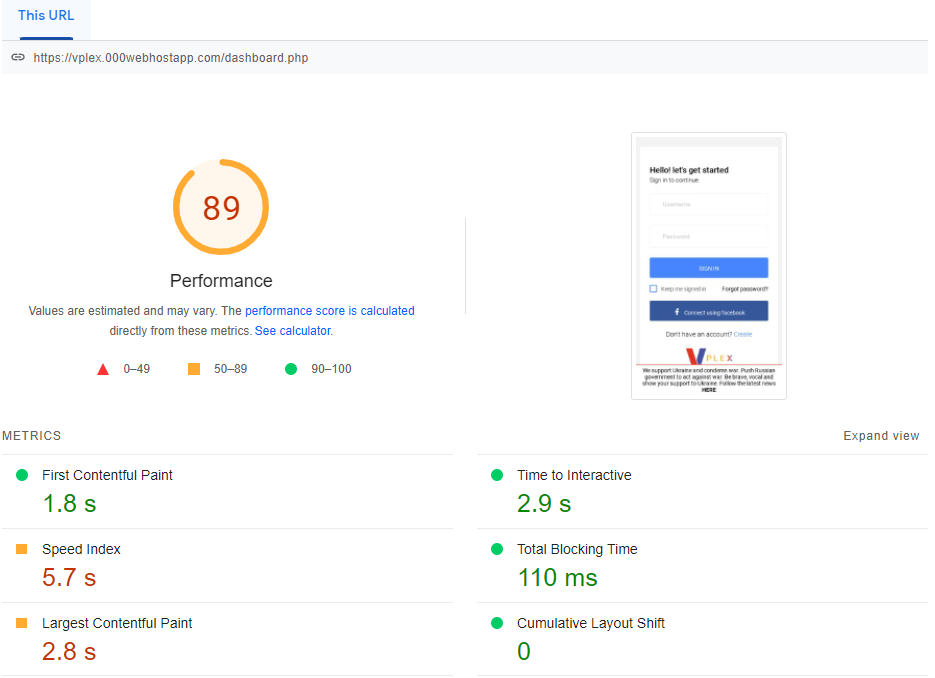 This URL
https://vplex.000webhostapp.com/dashboard.php
89
Performance
Values are estimated and may vary. The performance score is calculated
directly from these metrics. See calculator.
0–49
50–89
90–100
Hello! let's get started
Sign in to continue.
Username
Password
SIGN IN
Keep me signed in
Forgot password?
Connect using facebook
Don't have an account? Create
VPLEX
We support Ukraine and condemn war. Push Russian
government to act against war. Be brave, vocal and
show your support to Ukraine. Follow the latest news
HERE
METRICS
Expand view
First Contentful Paint
1.8 s
Time to Interactive
2.9 s
Speed Index
5.7 s
Total Blocking Time
110 ms
Largest Contentful Paint
2.8 s
Cumulative Layout Shift
0